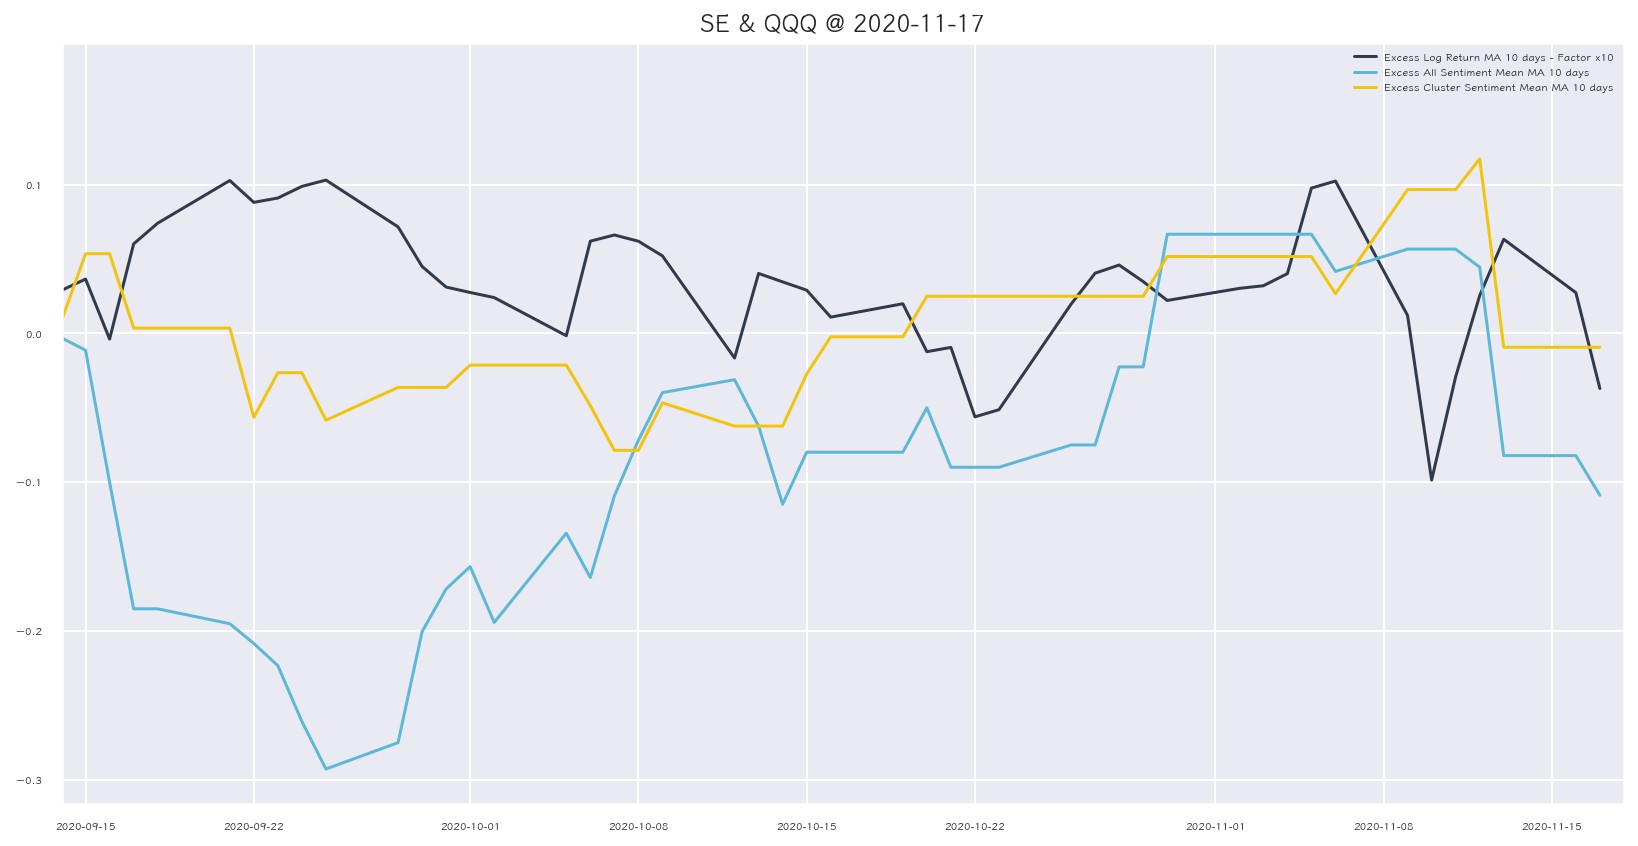 SE & QQQ @ 2020-11-17
Excess Log Return MA 10 days - Factor x10
Excess All Sentiment Mean MA 10 days
Excess Cluster Sentiment Mean MA 10 days
0.1
0.0
−0.1
−0.2
−0.3
2020-09-15 2020-09-22 2020-10-01 2020-10-08 2020-10-15 2020-10-22 2020-11-01 2020-11-08 2020-11-15